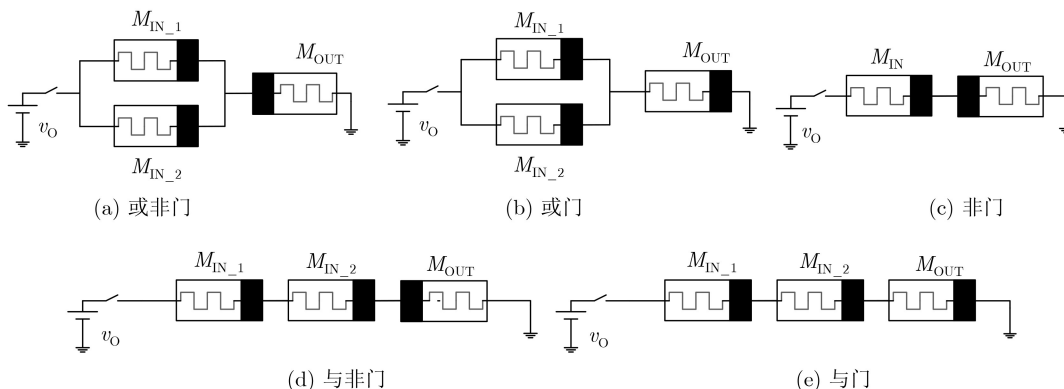 M_IN_1
M_OUT
v_O
M_IN_2
(a) 或非门
M_IN_1
M_OUT
v_O
M_IN_2
(b) 或门
M_IN
M_OUT
v_O
(c) 非门
M_IN_1
M_IN_2
M_OUT
v_O
(d) 与非门
M_IN_1
M_IN_2
M_OUT
v_O
(e) 与门